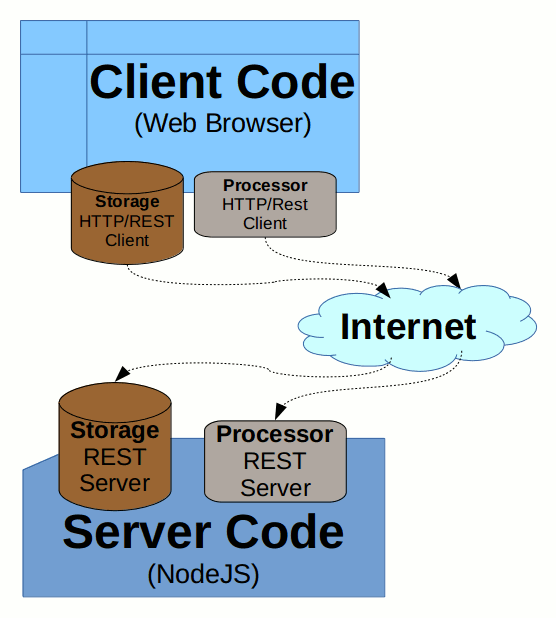 Client Code
(Web Browser)
Storage
HTTP/REST
Client
Processor
HTTP/Rest
Client
Internet
Storage
REST
Server
Processor
REST
Server
Server Code
(NodeJS)